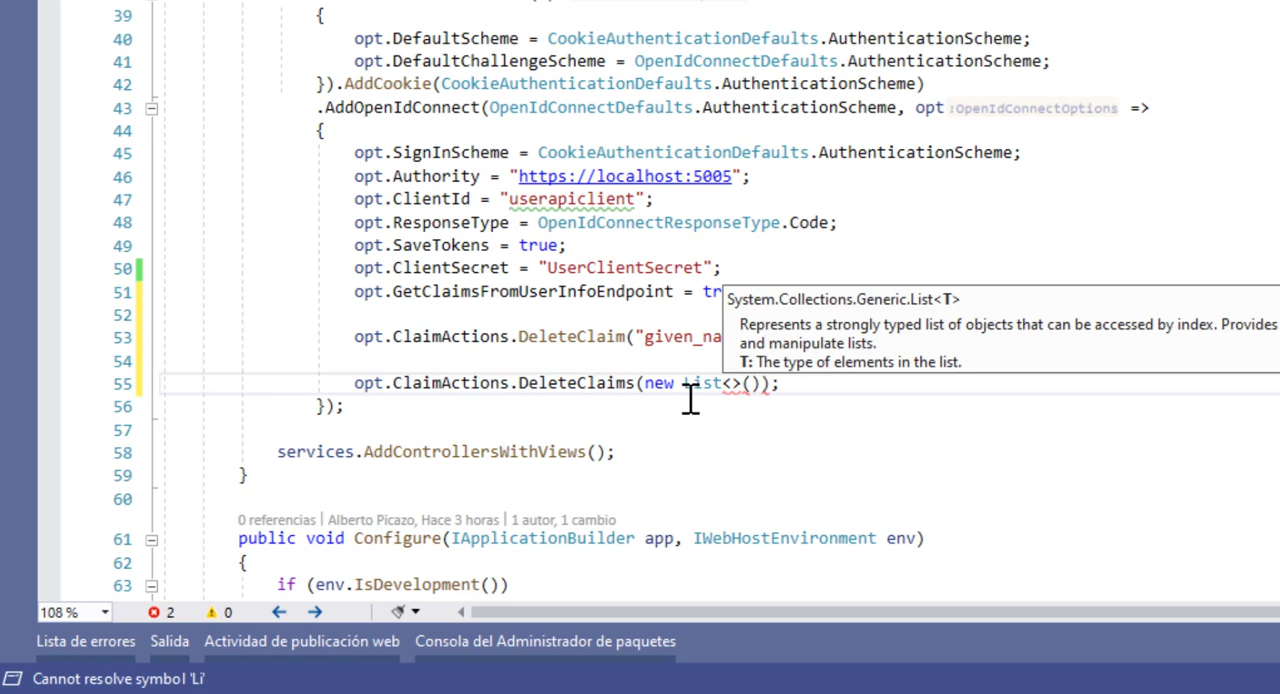 39 {
40 opt.DefaultScheme = CookieAuthenticationDefaults.AuthenticationScheme;
41 opt.DefaultChallengeScheme = OpenIdConnectDefaults.AuthenticationScheme;
42 }).AddCookie(CookieAuthenticationDefaults.AuthenticationScheme)
43 .AddOpenIdConnect(OpenIdConnectDefaults.AuthenticationScheme, opt :OpenIdConnectOptions =>
44 {
45 opt.SignInScheme = CookieAuthenticationDefaults.AuthenticationScheme;
46 opt.Authority = "https://localhost:5005";
47 opt.ClientId = "userapiclient";
48 opt.ResponseType = OpenIdConnectResponseType.Code;
49 opt.SaveTokens = true;
50 opt.ClientSecret = "UserClientSecret";
51 opt.GetClaimsFromUserInfoEndpoint = tr
System.Collections.Generic.List<T>
52
Represents a strongly typed list of objects that can be accessed by index. Provides
53 opt.ClaimActions.DeleteClaim("given_na
and manipulate lists.
54
T: The type of elements in the list.
55 opt.ClaimActions.DeleteClaims(new List<>());
56 });
57
58 services.AddControllersWithViews();
59 }
60
0 referencias | Alberto Picazo, Hace 3 horas | 1 autor, 1 cambio
61 public void Configure(IApplicationBuilder app, IWebHostEnvironment env)
62 {
63 if (env.IsDevelopment())
108 % 2 0
Lista de errores Salida Actividad de publicación web Consola del Administrador de paquetes
Cannot resolve symbol 'Li'